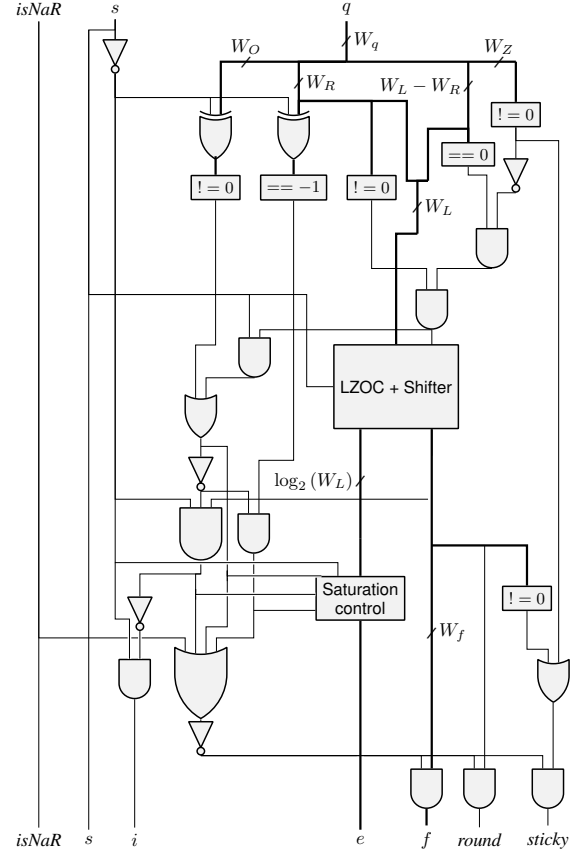 isNaR s q
W_q
W_O W_Z
W_R W_L − W_R
! = 0
== 0
! = 0 == −1 ! = 0
W_L
LZOC + Shifter
log₂ (W_L)
Saturation
control
! = 0
W_f
isNaR s i e f round sticky